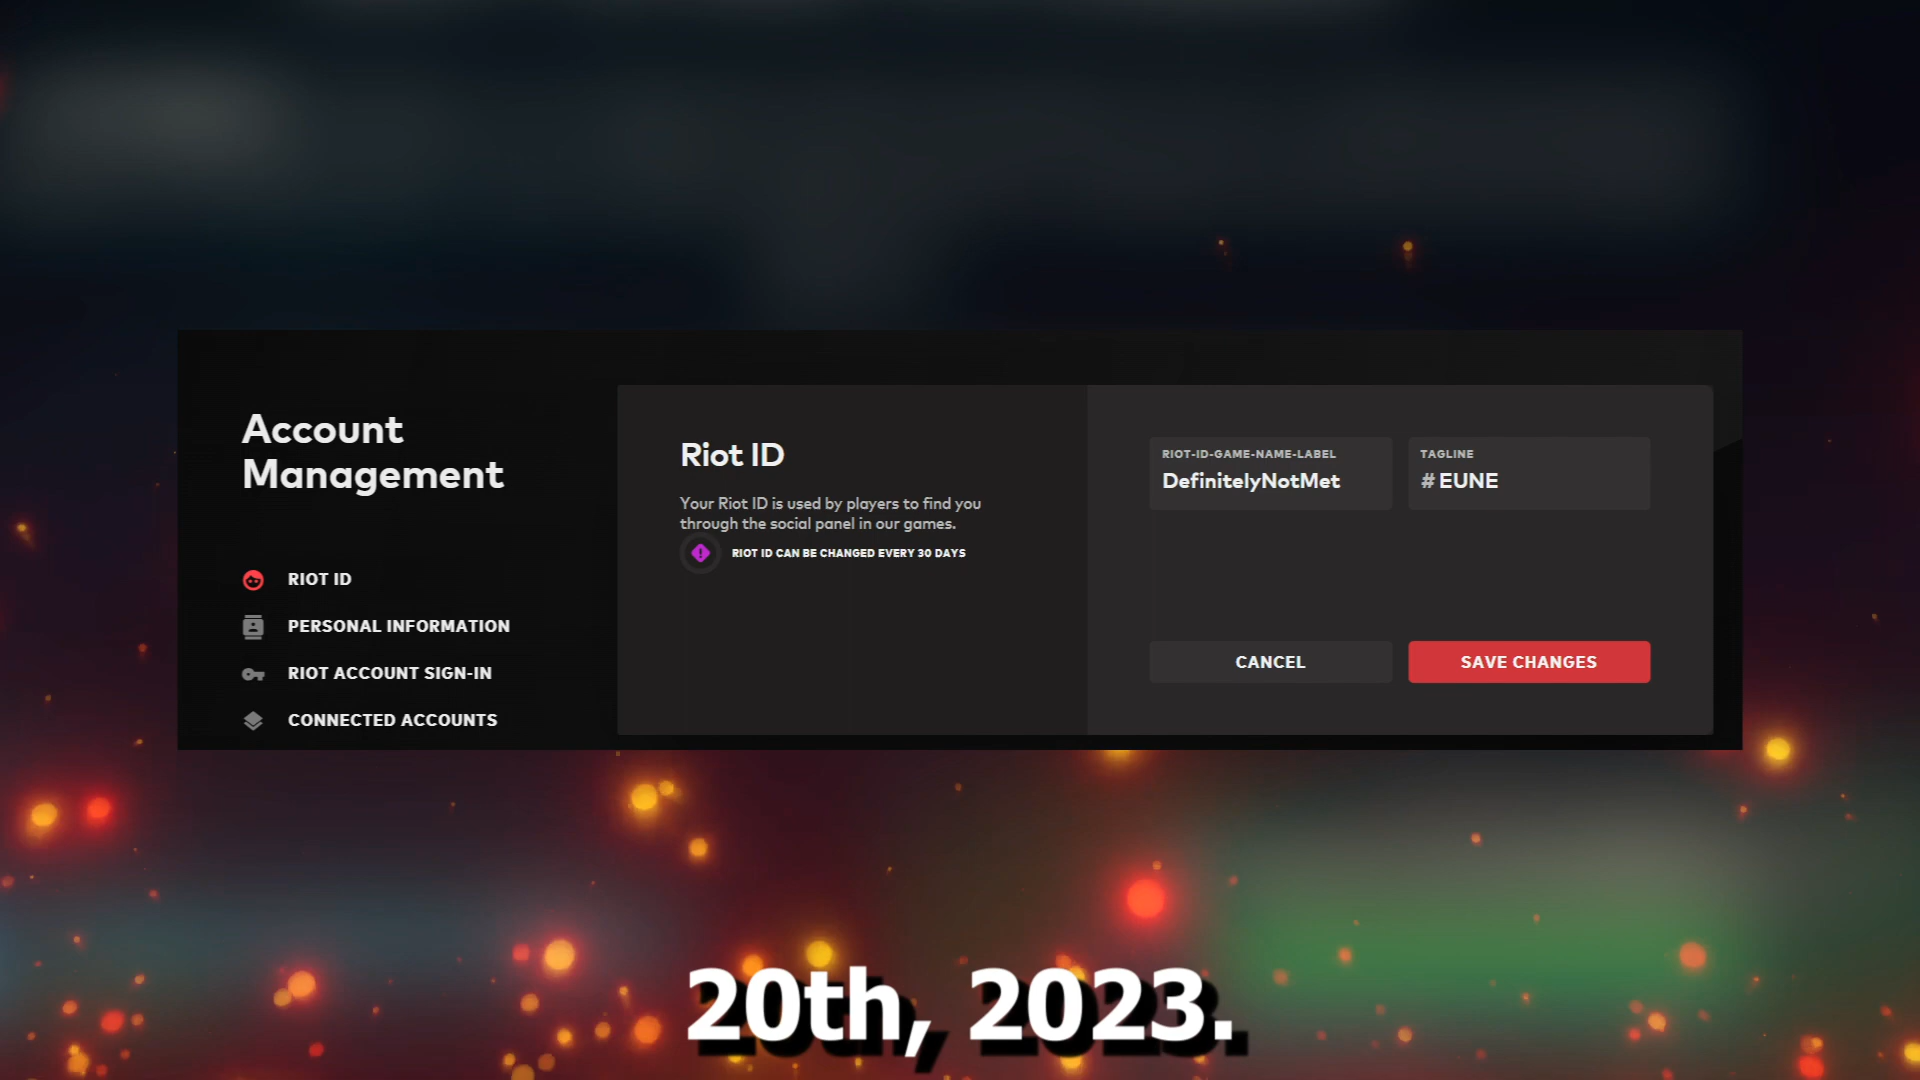 Account
Management
RIOT ID
PERSONAL INFORMATION
RIOT ACCOUNT SIGN-IN
CONNECTED ACCOUNTS
Riot ID
Your Riot ID is used by players to find you
through the social panel in our games.
RIOT ID CAN BE CHANGED EVERY 30 DAYS
RIOT-ID-GAME-NAME-LABEL
DefinitelyNotMet
TAGLINE
# EUNE
CANCEL
SAVE CHANGES
20th, 2023.